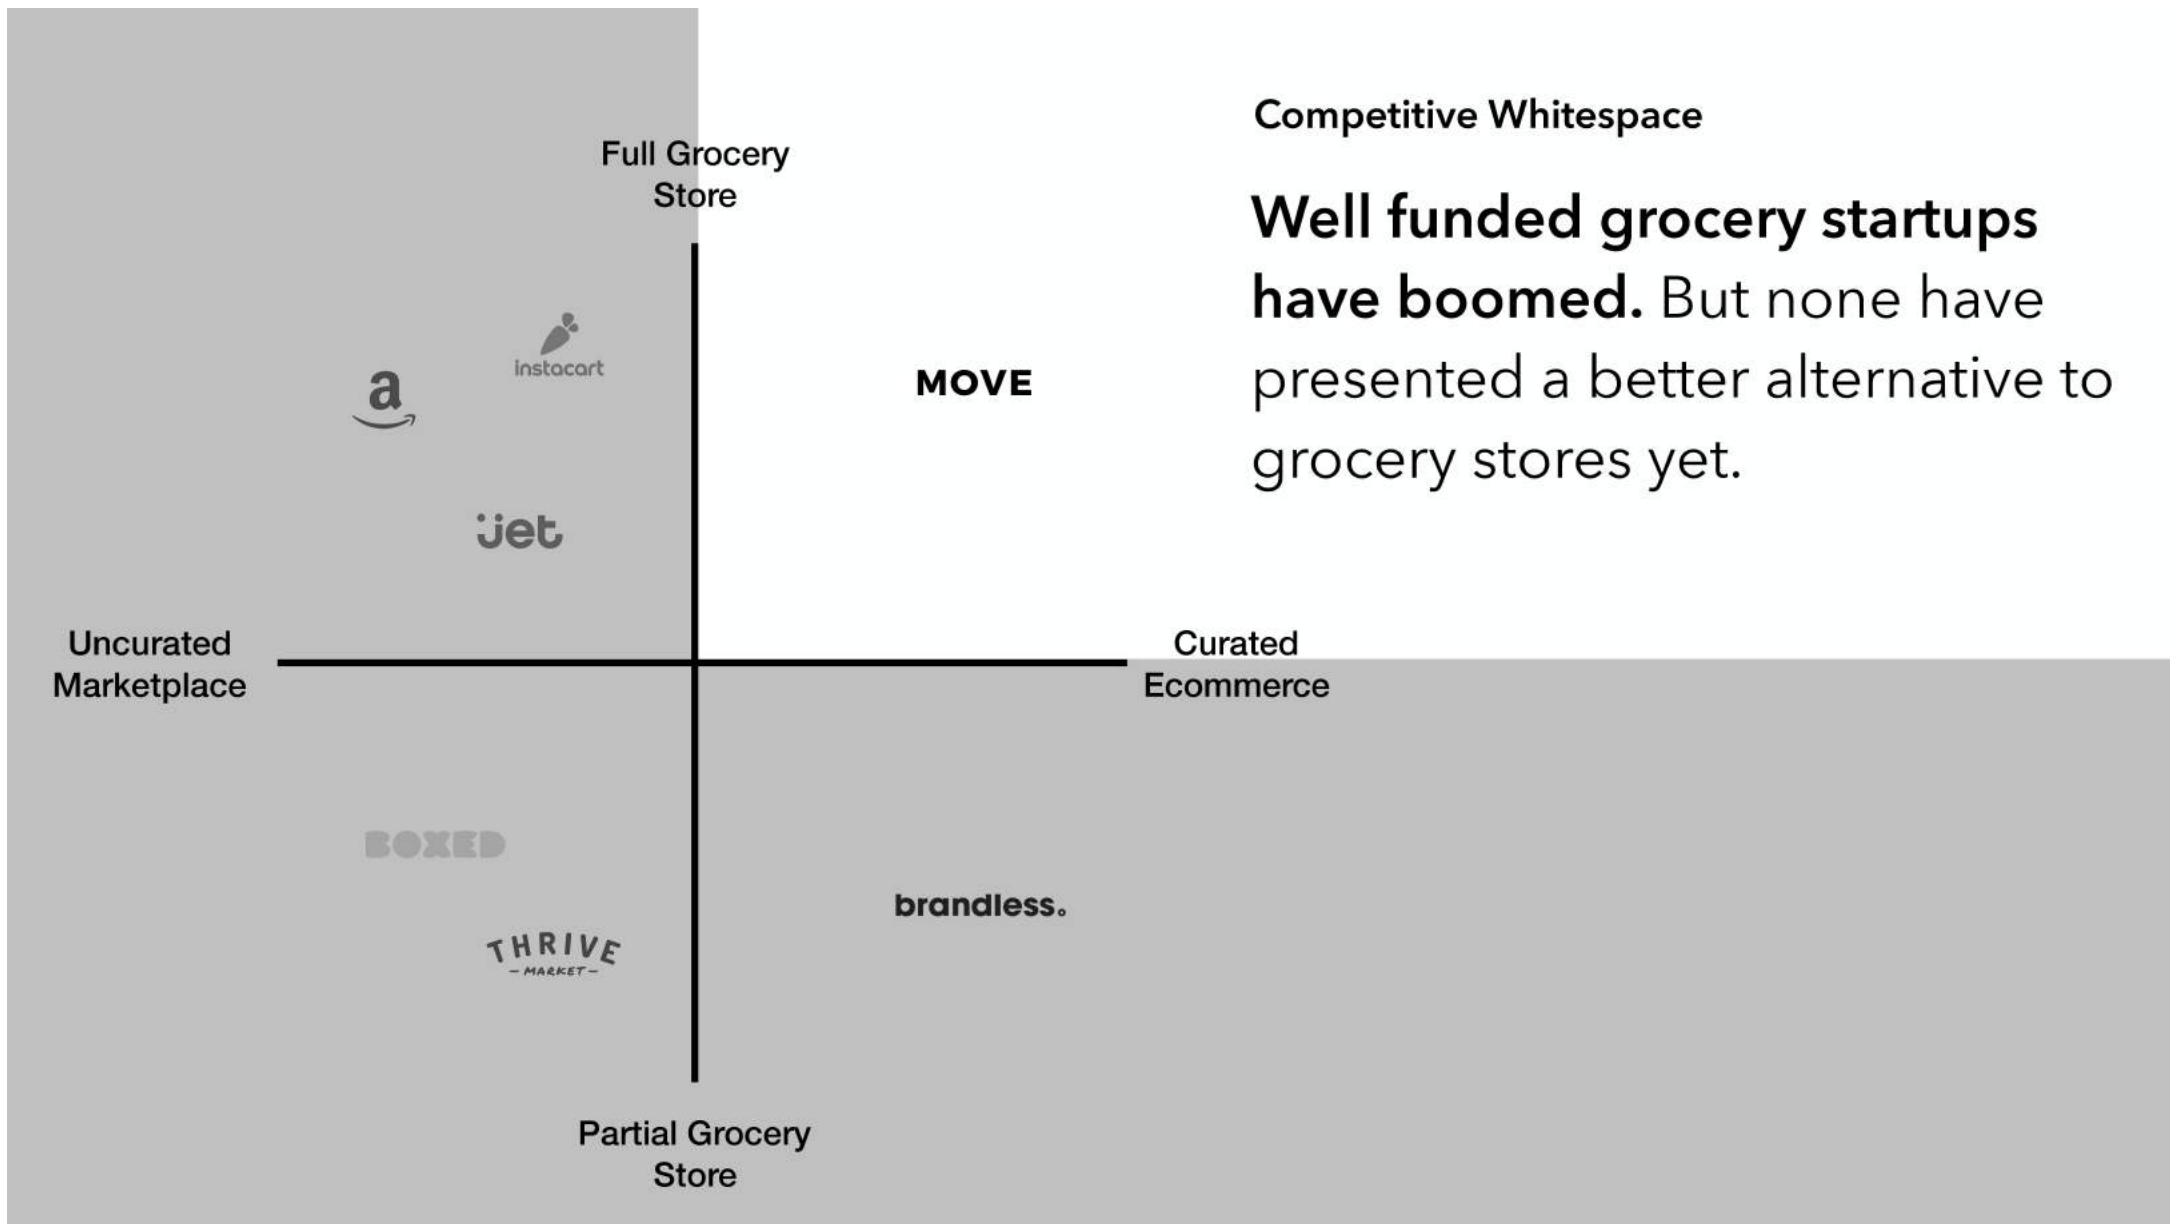 Competitive Whitespace
Well funded grocery startups
have boomed. But none have
presented a better alternative to
grocery stores yet.
Full Grocery
Store
instacart
a
MOVE
jet
Uncurated
Marketplace
Curated
Ecommerce
BOXED
brandless.
THRIVE
– MARKET –
Partial Grocery
Store